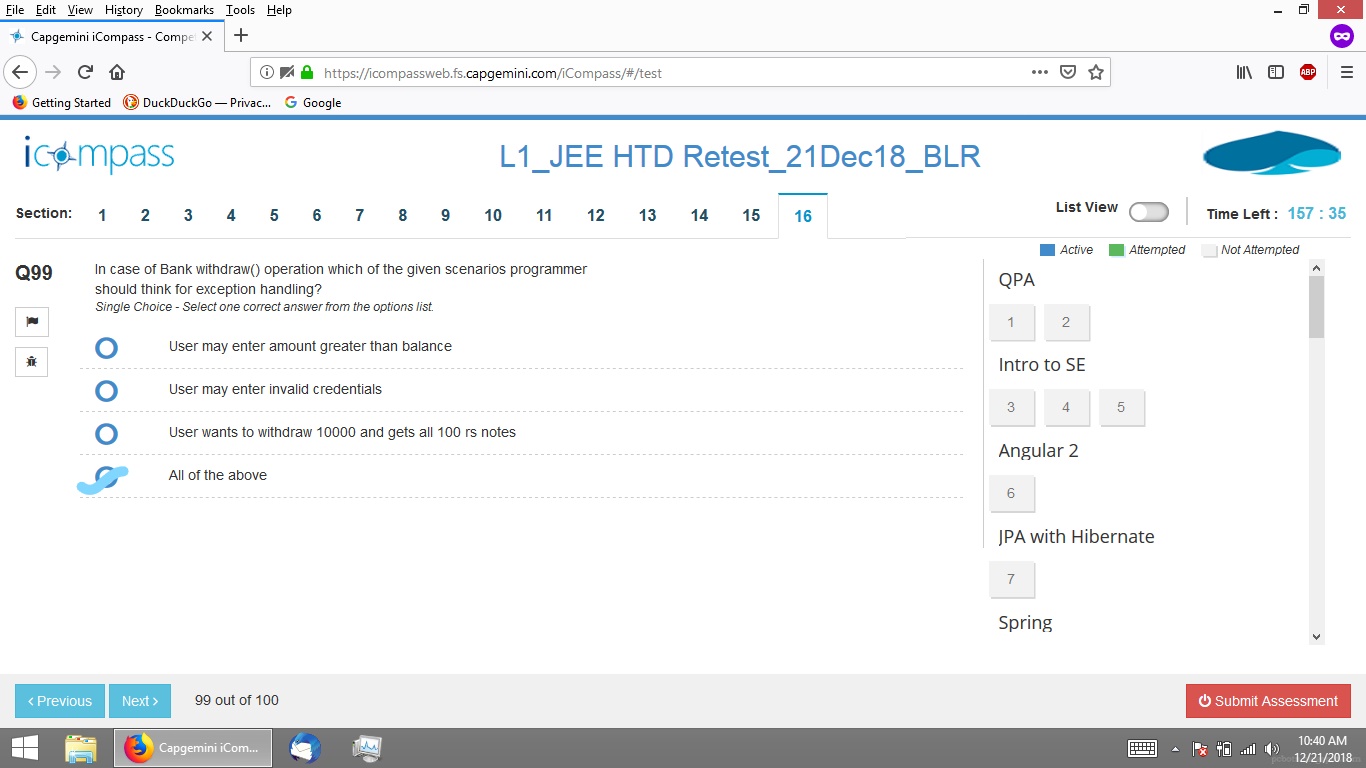 File Edit View History Bookmarks Tools Help
Capgemini iCompass - Compe
https://icompassweb.fs.capgemini.com/iCompass/#/test
Getting Started DuckDuckGo — Privac... Google
ABP
icompass
L1_JEE HTD Retest_21Dec18_BLR
Section: 1 2 3 4 5 6 7 8 9 10 11 12 13 14 15 16
List View
Time Left : 157 : 35
Active Attempted Not Attempted
Q99
In case of Bank withdraw() operation which of the given scenarios programmer
should think for exception handling?
Single Choice - Select one correct answer from the options list.
User may enter amount greater than balance
User may enter invalid credentials
User wants to withdraw 10000 and gets all 100 rs notes
All of the above
QPA
1 2
Intro to SE
3 4 5
Angular 2
6
JPA with Hibernate
7
Spring
Previous Next 99 out of 100
Submit Assessment
Capgemini iCom...
10:40 AM
12/21/2018